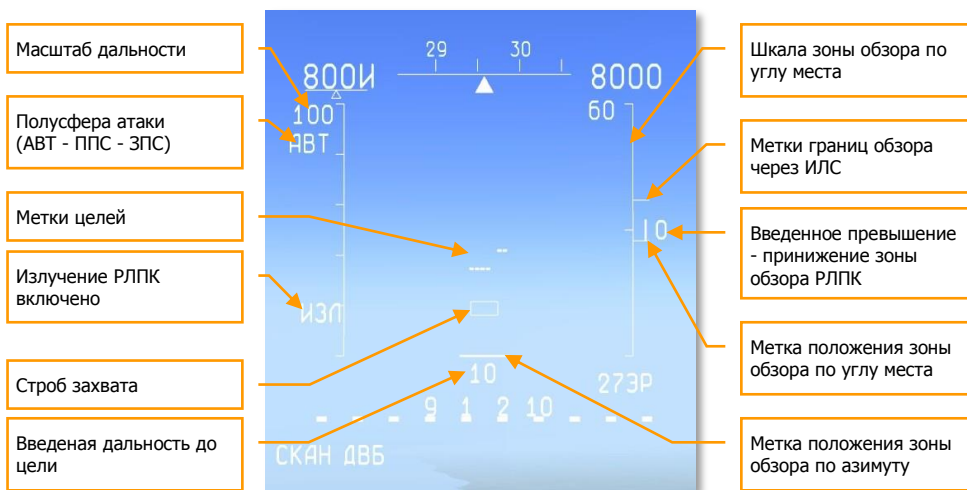 Масштаб дальности
Полусфера атаки
(АВТ - ППС - ЗПС)
Метки целей
Излучение РЛПК
включено
Строб захвата
Введеная дальность до
цели
29 30
800И 8000
100 60
АВТ
10
ИЗЛ
10 27ЗР
9 1 2 10
СКАН ДВБ
Шкала зоны обзора по
углу места
Метки границ обзора
через ИЛС
Введенное превышение
- принижение зоны
обзора РЛПК
Метка положения зоны
обзора по углу места
Метка положения зоны
обзора по азимуту